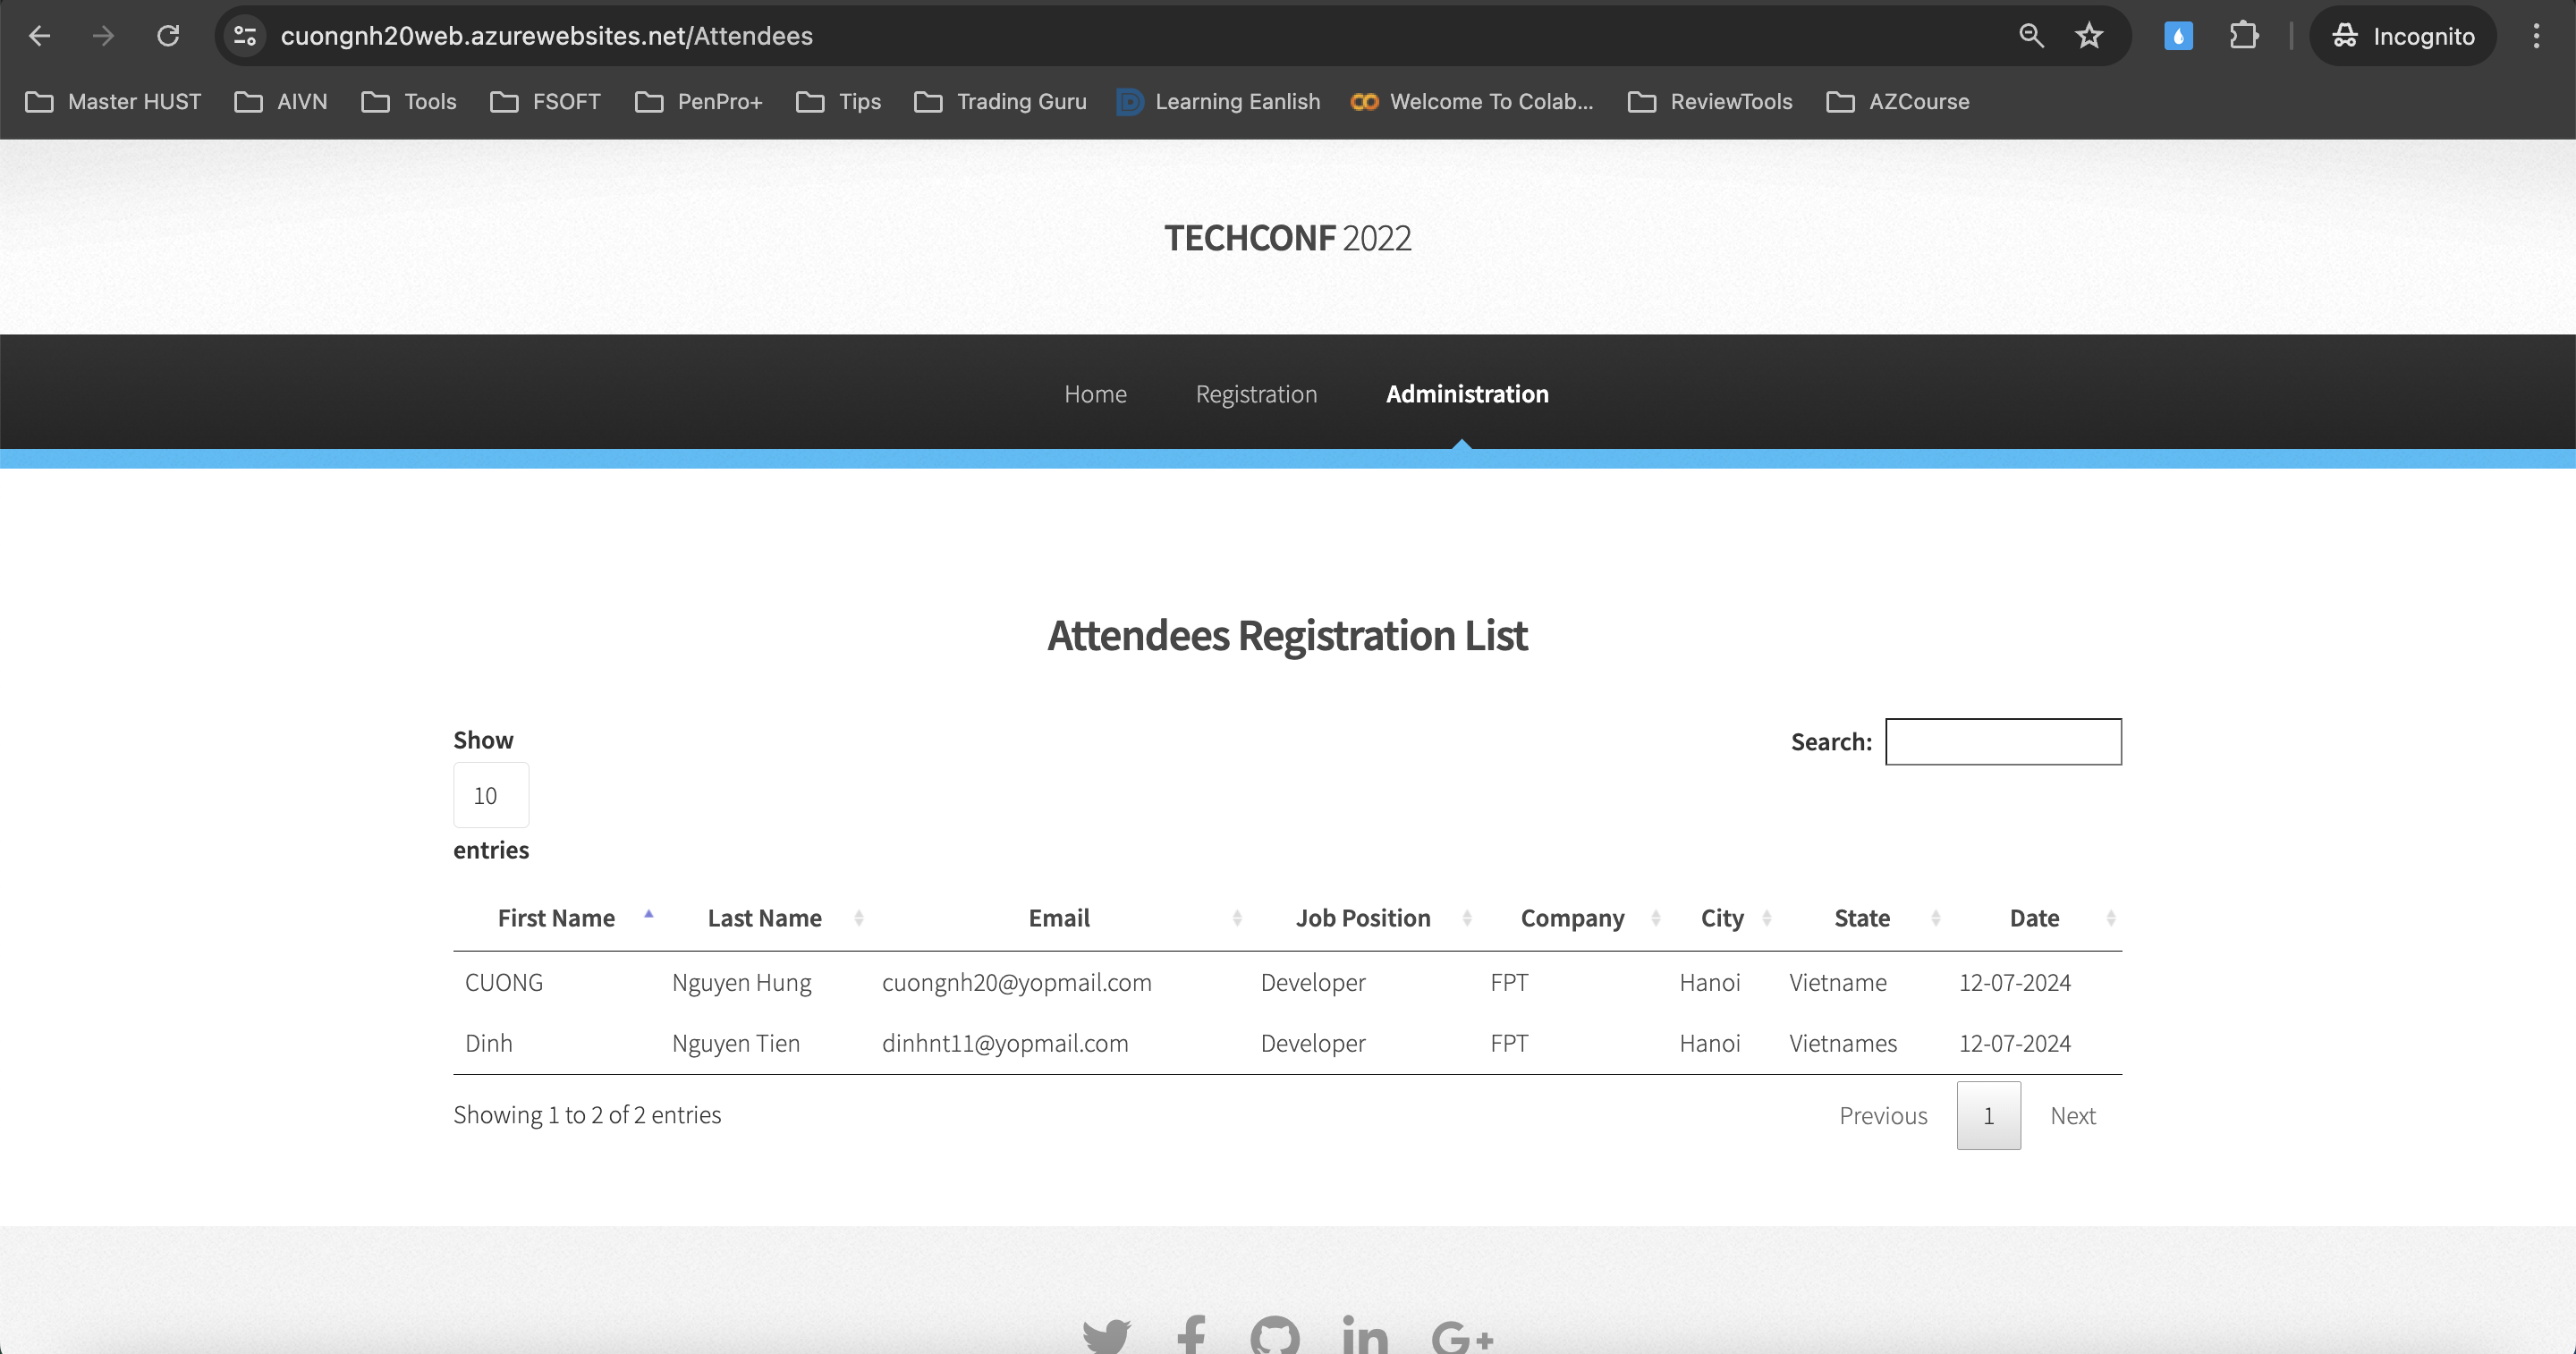 cuongnh20web.azurewebsites.net/Attendees
Incognito
Master HUST AIVN Tools FSOFT PenPro+ Tips Trading Guru Learning Eanlish Welcome To Colab... ReviewTools AZCourse
TECHCONF 2022
Home Registration Administration
Attendees Registration List
Show
10
entries
Search:
First Name Last Name Email Job Position Company City State Date
CUONG Nguyen Hung cuongnh20@yopmail.com Developer FPT Hanoi Vietname 12-07-2024
Dinh Nguyen Tien dinhnt11@yopmail.com Developer FPT Hanoi Vietnames 12-07-2024
Showing 1 to 2 of 2 entries
Previous 1 Next